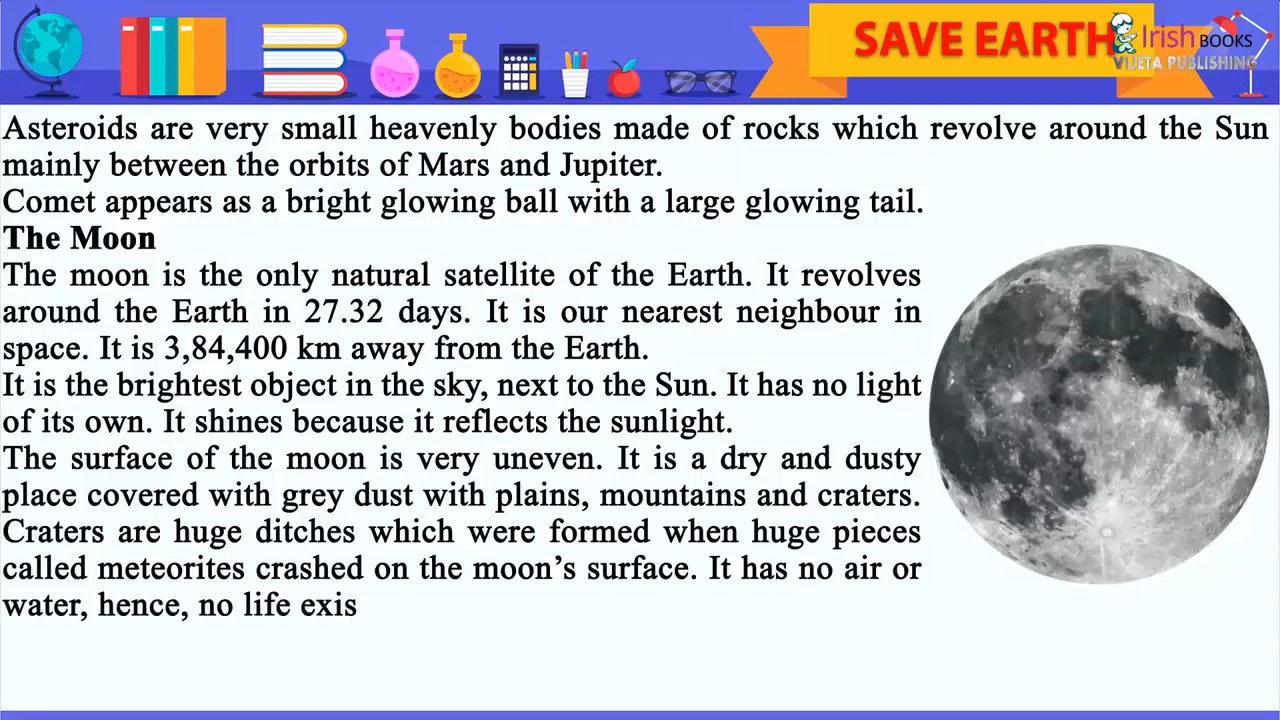 SAVE EARTH
Irish BOOKS
VIJETA PUBLISHING
Asteroids are very small heavenly bodies made of rocks which revolve around the Sun
mainly between the orbits of Mars and Jupiter.
Comet appears as a bright glowing ball with a large glowing tail.
The Moon
The moon is the only natural satellite of the Earth. It revolves
around the Earth in 27.32 days. It is our nearest neighbour in
space. It is 3,84,400 km away from the Earth.
It is the brightest object in the sky, next to the Sun. It has no light
of its own. It shines because it reflects the sunlight.
The surface of the moon is very uneven. It is a dry and dusty
place covered with grey dust with plains, mountains and craters.
Craters are huge ditches which were formed when huge pieces
called meteorites crashed on the moon’s surface. It has no air or
water, hence, no life exis